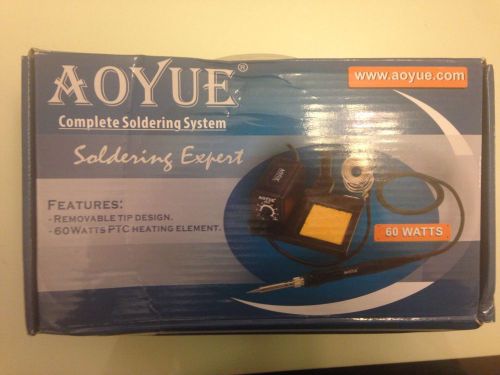 AOYUE®
www.aoyue.com
Complete Soldering System
Soldering Expert
FEATURES:
- REMOVABLE TIP DESIGN.
- 60WATTS PTC HEATING ELEMENT.
60 WATTS